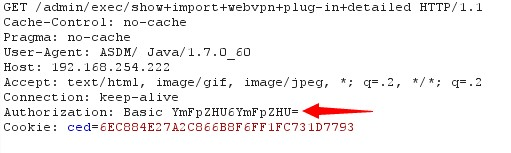 GET /admin/exec/show+import+webvpn+plug-in+detailed HTTP/1.1
Cache-Control: no-cache
Pragma: no-cache
User-Agent: ASDM/ Java/1.7.0_60
Host: 192.168.254.222
Accept: text/html, image/gif, image/jpeg, *; q=.2, */*; q=.2
Connection: keep-alive
Authorization: Basic YmFpZHU6YmFpZHU=
Cookie: ced=6EC884E27A2C866B8F6FF1FC731D7793